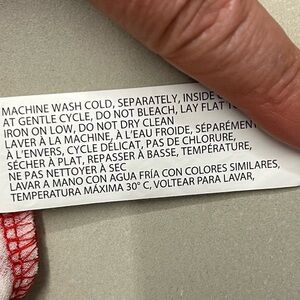 MACHINE WASH COLD, SEPARATELY, INSIDE
AT GENTLE CYCLE, DO NOT BLEACH, LAY FLAT
IRON ON LOW, DO NOT DRY CLEAN
LAVER À LA MACHINE, À L'EAU FROIDE, SÉPARÉMENT
À L'ENVERS, CYCLE DÉLICAT, PAS DE CHLORURE,
SÉCHER À PLAT, REPASSER À BASSE, TEMPÉRATURE,
NE PAS NETTOYER À SEC
LAVAR A MANO CON AGUA FRÍA CON COLORES SIMILARES,
TEMPERATURA MÁXIMA 30° C, VOLTEAR PARA LAVAR,